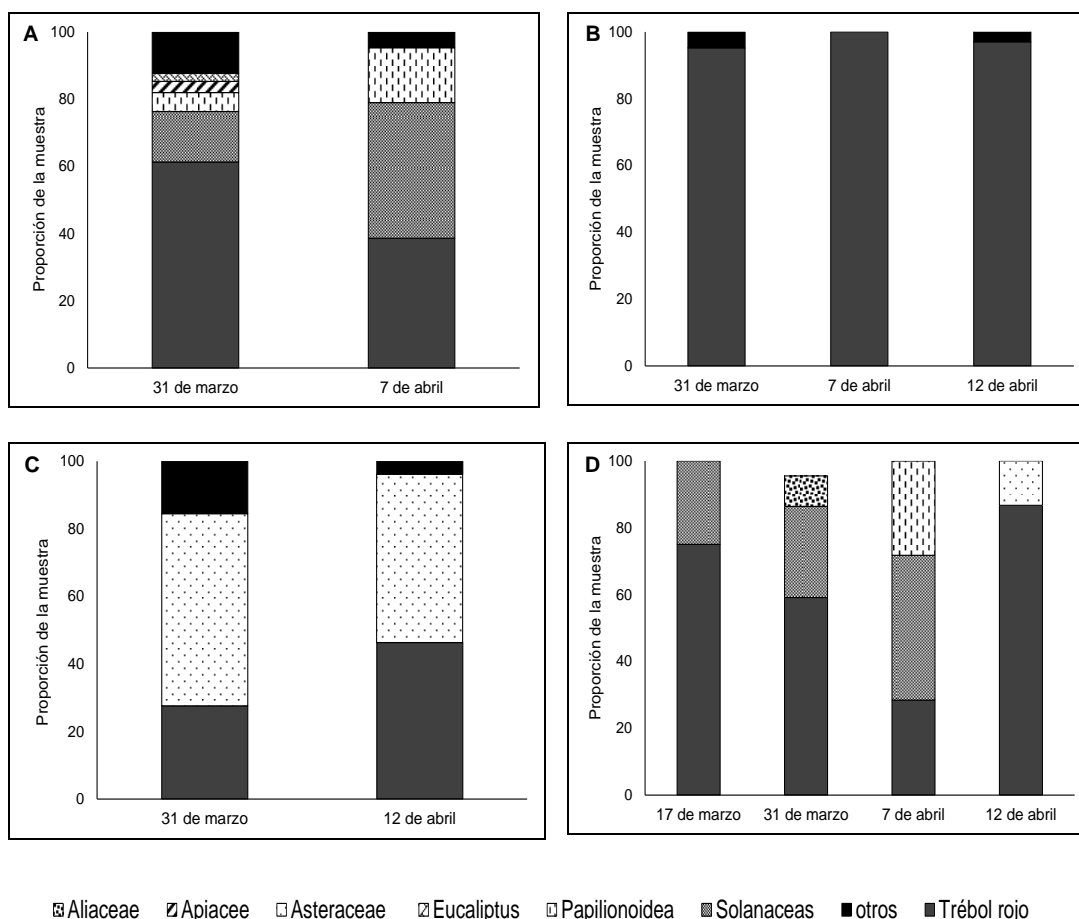 A
Proporción de la muestra
100
80
60
40
20
0
31 de marzo 7 de abril
B
Proporción de la muestra
100
80
60
40
20
0
31 de marzo 7 de abril 12 de abril
C
Proporción de la muestra
100
80
60
40
20
0
31 de marzo 12 de abril
D
Proporción de la muestra
100
80
60
40
20
0
17 de marzo 31 de marzo 7 de abril 12 de abril
Aliaceae Apiacee Asteraceae Eucaliptus Papilionoidea Solanaceas otros Trébol rojo